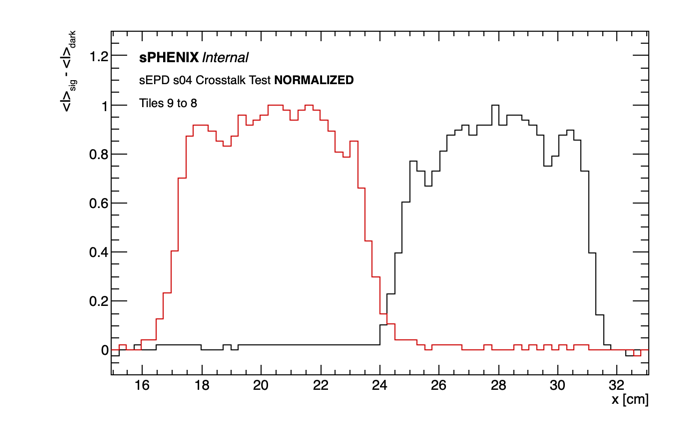 <I>sig - <I>dark
sPHENIX Internal
sEPD s04 Crosstalk Test NORMALIZED
Tiles 9 to 8
1.2
1
0.8
0.6
0.4
0.2
0
16 18 20 22 24 26 28 30 32
x [cm]